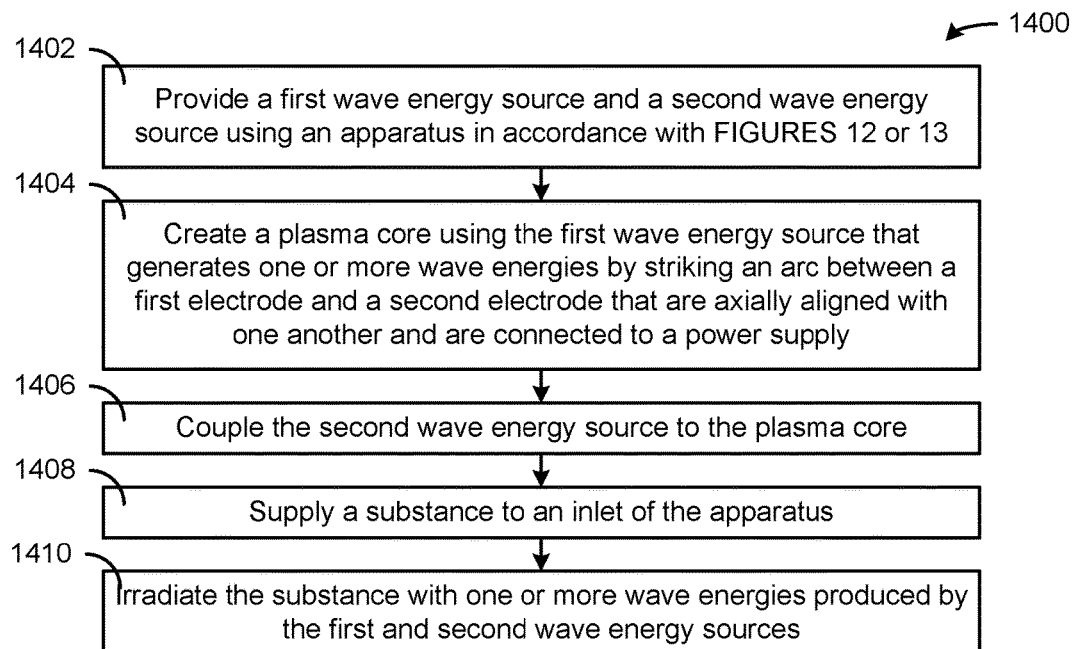 1400
1402
Provide a first wave energy source and a second wave energy
source using an apparatus in accordance with FIGURES 12 or 13
1404
Create a plasma core using the first wave energy source that
generates one or more wave energies by striking an arc between a
first electrode and a second electrode that are axially aligned with
one another and are connected to a power supply
1406
Couple the second wave energy source to the plasma core
1408
Supply a substance to an inlet of the apparatus
1410
Irradiate the substance with one or more wave energies produced by
the first and second wave energy sources